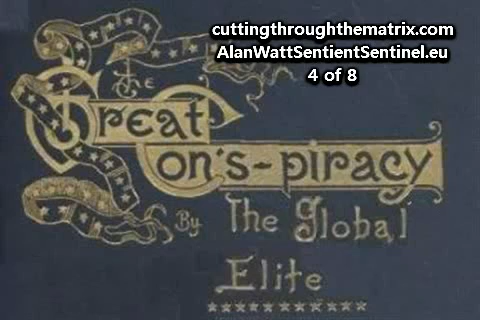 cuttingthroughthematrix.com
AlanWattSentientSentinel.eu
4 of 8
The
Great
Con's-piracy
By The Global
Elite
***********